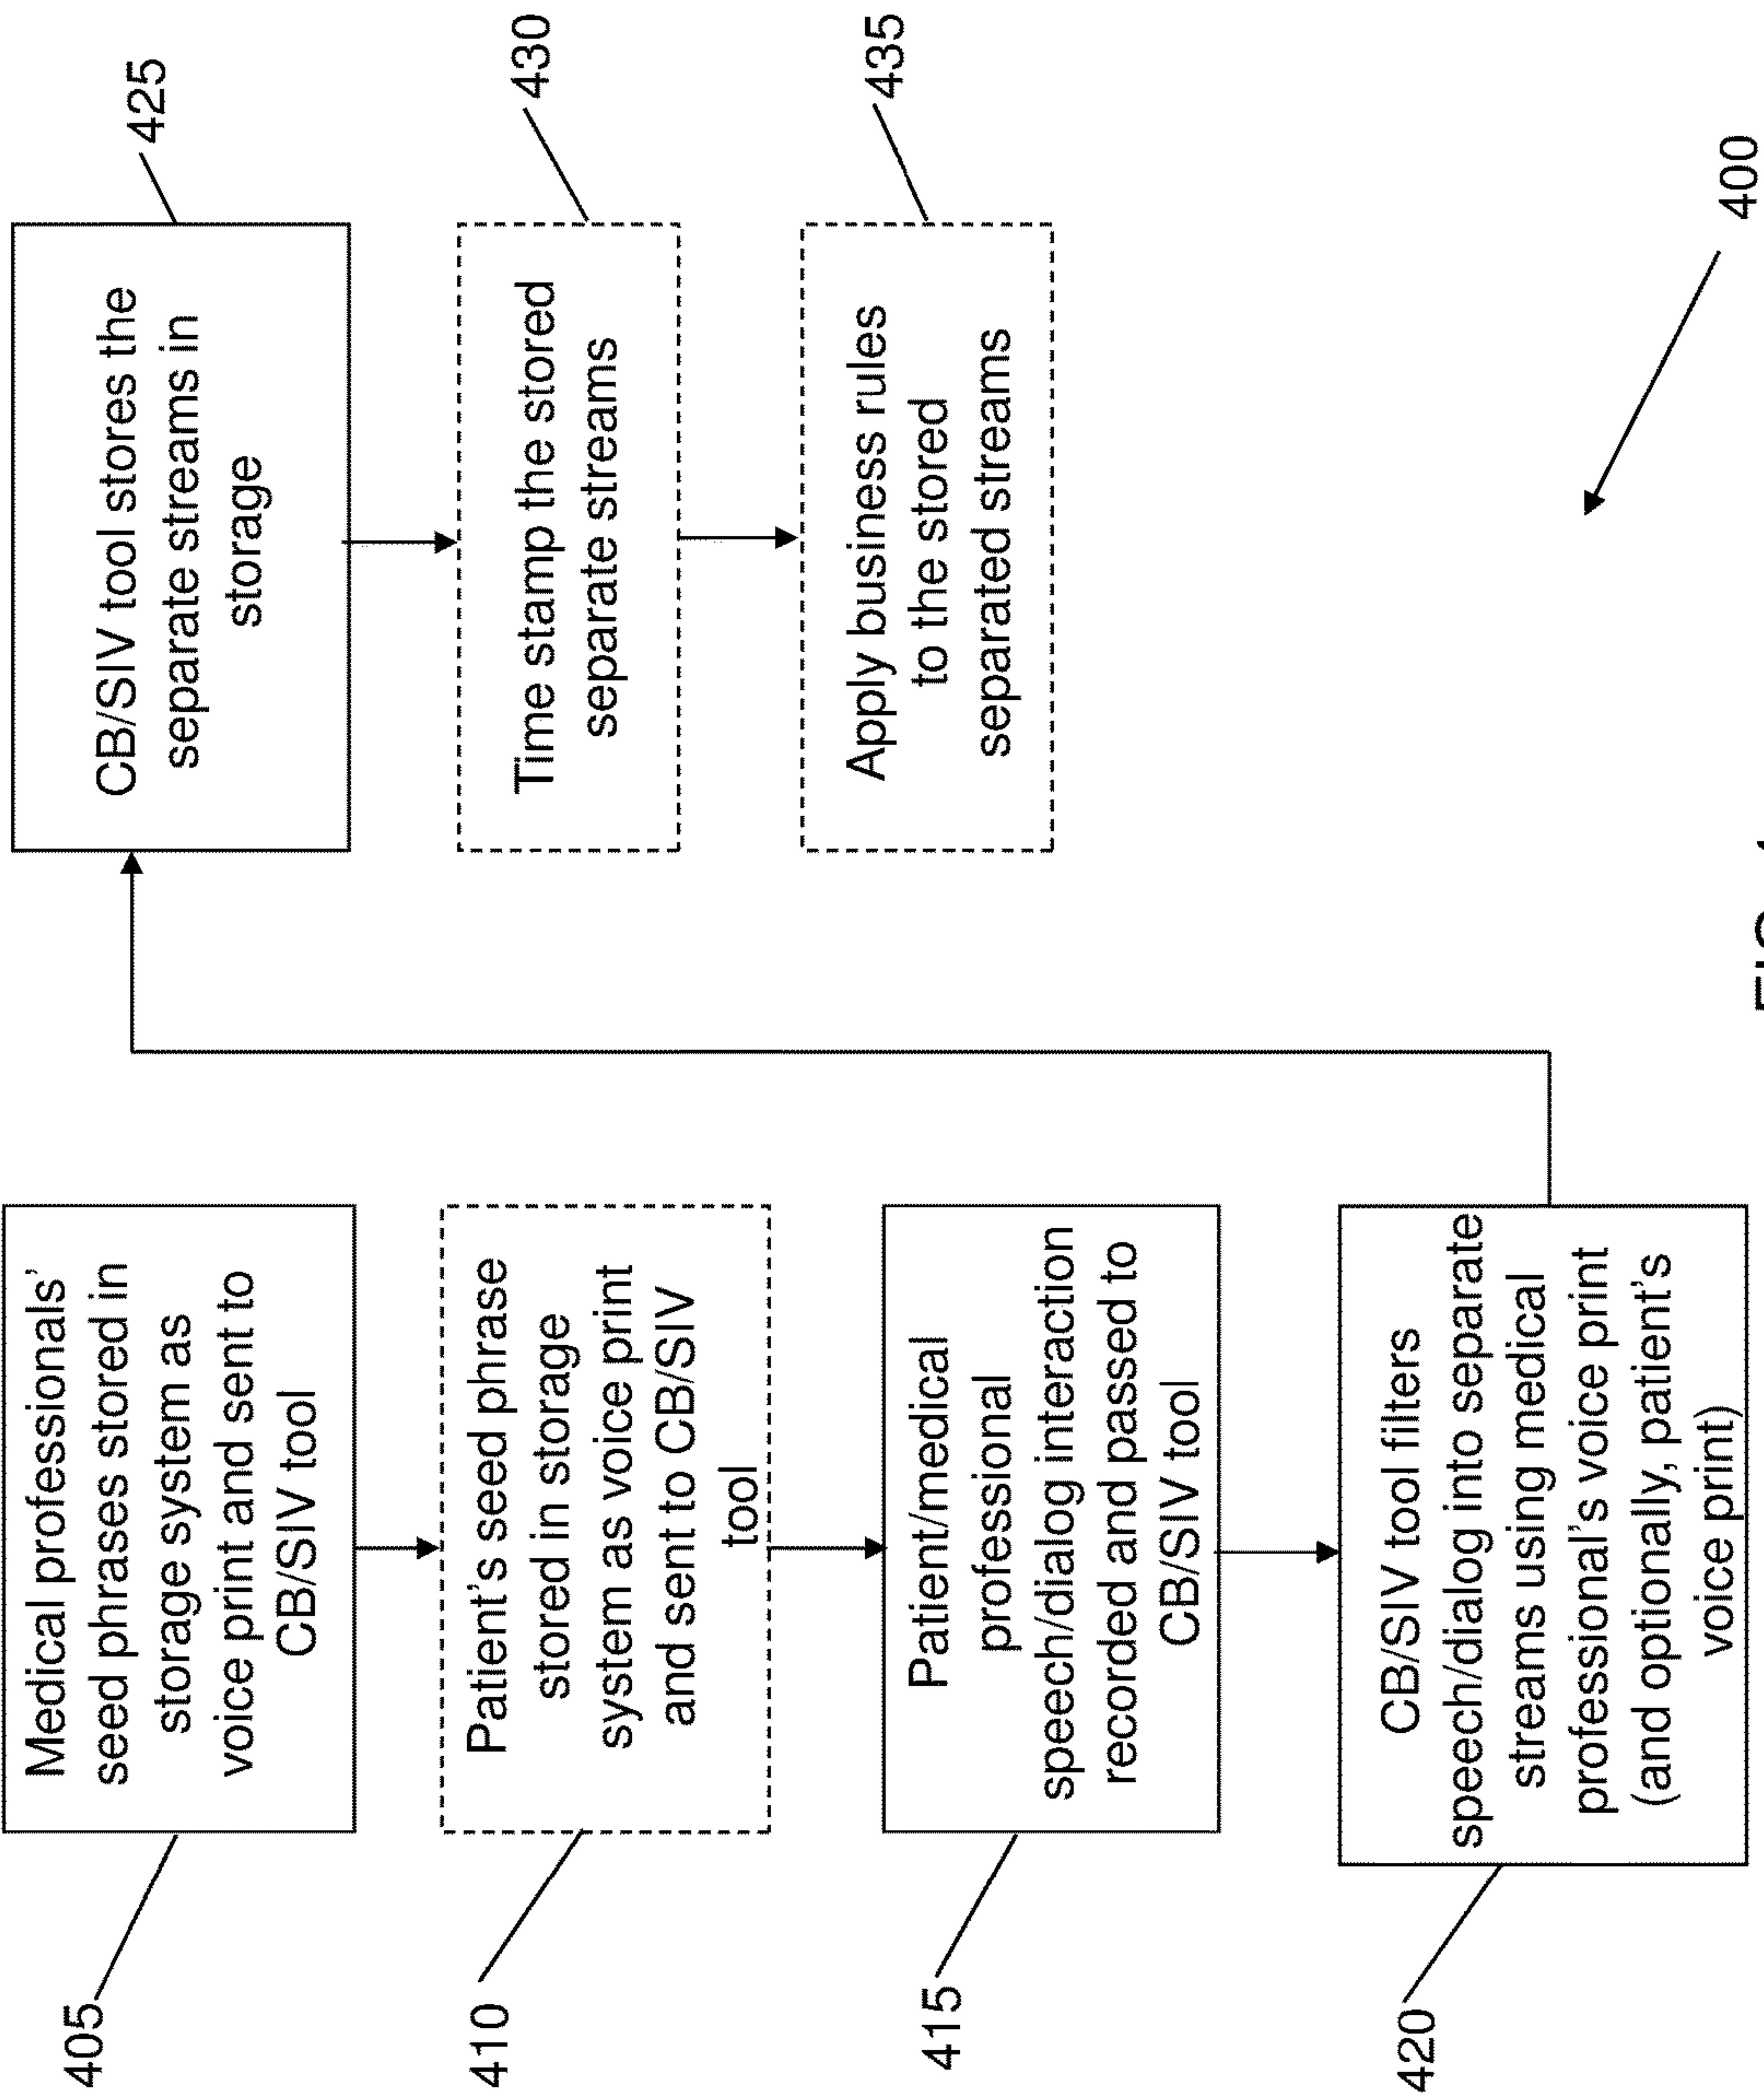 405
Medical professionals'
seed phrases stored in
storage system as
voice print and sent to
CB/SIV tool
410
Patient's seed phrase
stored in storage
system as voice print
and sent to CB/SIV
tool
415
Patient/medical
professional
speech/dialog interaction
recorded and passed to
CB/SIV tool
420
CB/SIV tool filters
speech/dialog into separate
streams using medical
professional's voice print
(and optionally, patient's
voice print)
CB/SIV tool stores the
separate streams in
storage
425
Time stamp the stored
separate streams
430
Apply business rules
to the stored
separated streams
435
400